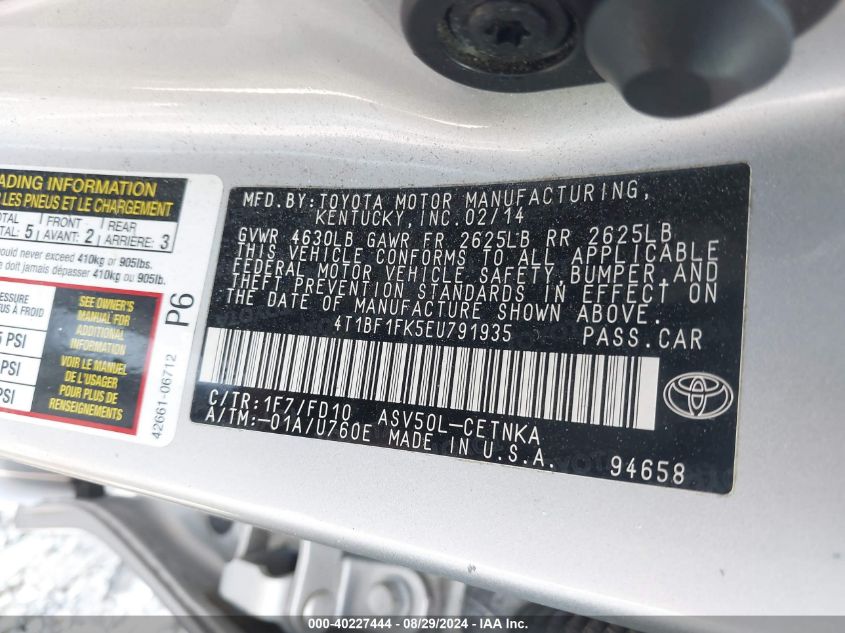 ADING INFORMATION
LES PNEUS ET LE CHARGEMENT
TOTAL 5 FRONT AVANT: 2 REAR ARRIÈRE: 3
ould never exceed 410kg or 905lbs.
e doit jamais dépasser 410kg ou 905lb.
PRESSURE
À FROID
PSI
PSI
PSI
SEE OWNER'S
MANUAL FOR
ADDITIONAL
INFORMATION
VOIR LE MANUEL
DE L'USAGER
POUR PLUS DE
RENSEIGNEMENTS
P6
42661-06712
MFD.BY:TOYOTA MOTOR MANUFACTURING,
KENTUCKY, INC.02/14
GVWR 4630LB GAWR FR 2625LB RR 2625LB
THIS VEHICLE CONFORMS TO ALL APPLICABLE
FEDERAL MOTOR VEHICLE SAFETY, BUMPER, AND
THEFT PREVENTION STANDARDS IN EFFECT ON
THE DATE OF MANUFACTURE SHOWN ABOVE.
4T1BF1FK5EU791935 PASS.CAR
C/TR:1F7/FD10 ASV50L-CETNKA
A/TM:-01A/U760E MADE IN U.S.A.
94658
000-40227444 - 08/29/2024 - IAA Inc.